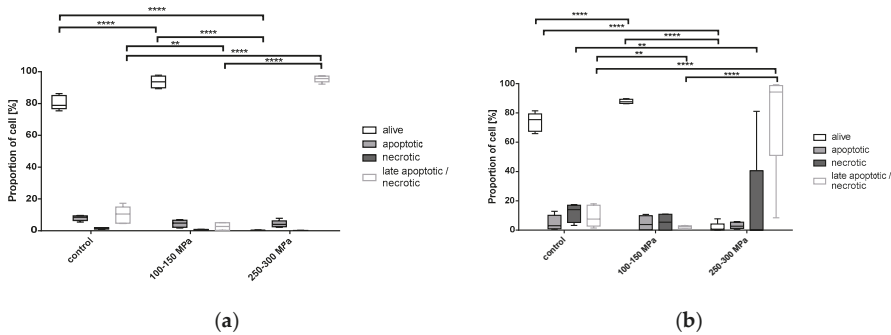 ****
****
****
**
****
****
Proportion of cell [%]
100
80
60
40
20
0
control
100-150 MPa
250-300 MPa
alive
apoptotic
necrotic
late apoptotic /
necrotic
(a)
****
****
****
**
**
****
****
Proportion of cell [%]
100
80
60
40
20
0
control
100-150 MPa
250-300 MPa
alive
apoptotic
necrotic
late apoptotic /
necrotic
(b)